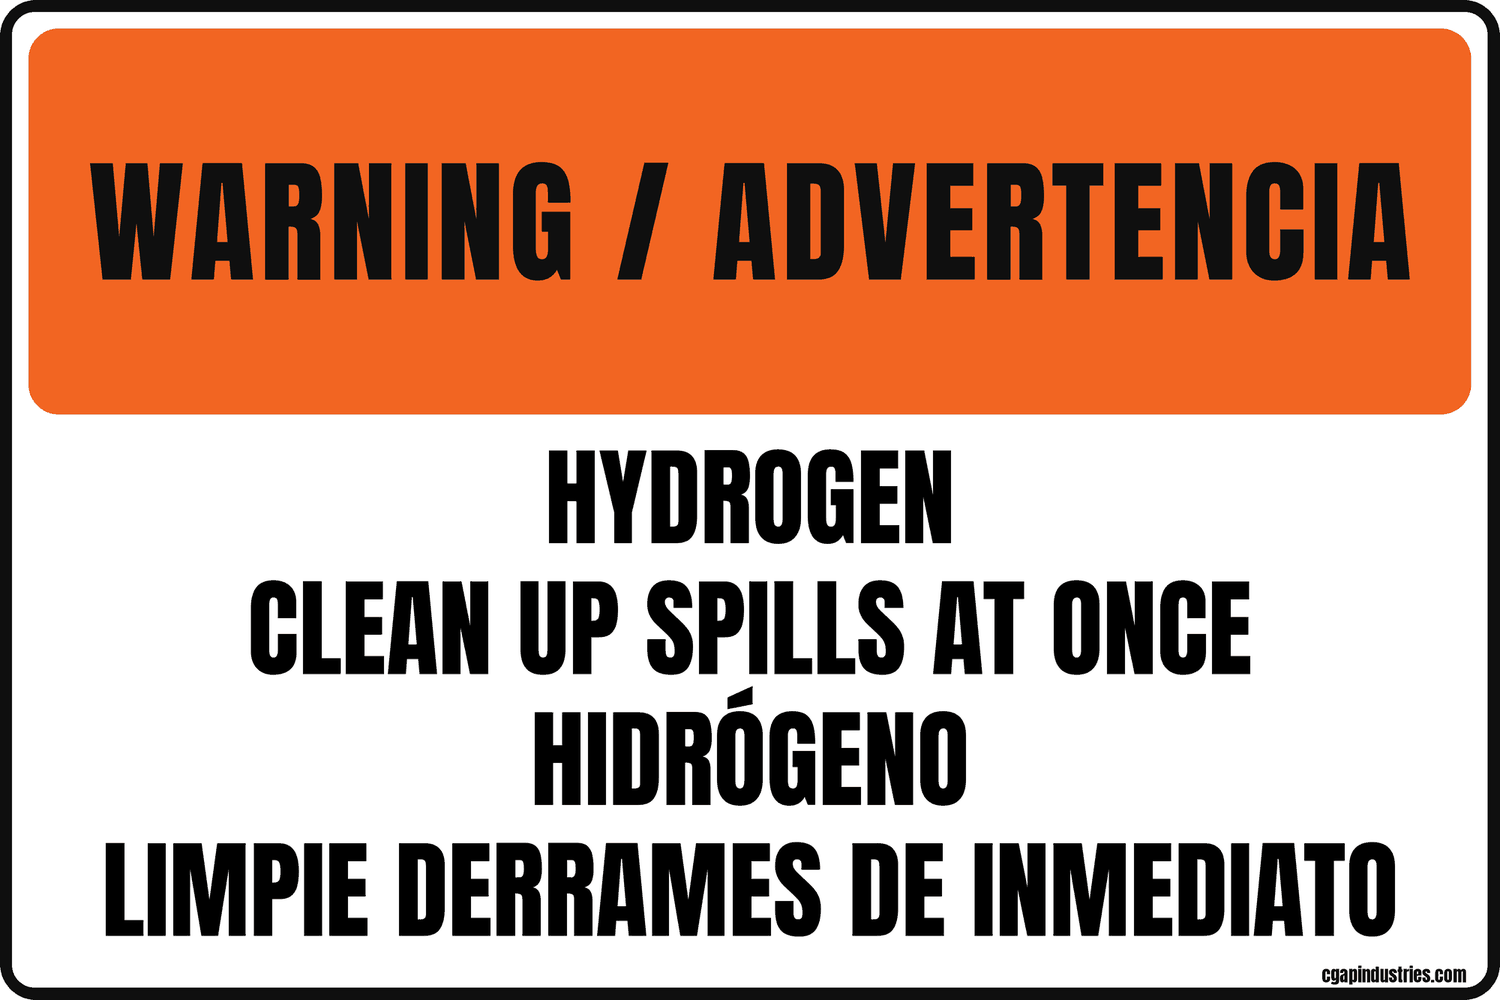 WARNING / ADVERTENCIA
HYDROGEN
CLEAN UP SPILLS AT ONCE
HIDRÓGENO
LIMPIE DERRAMES DE INMEDIATO
cgapindustries.com